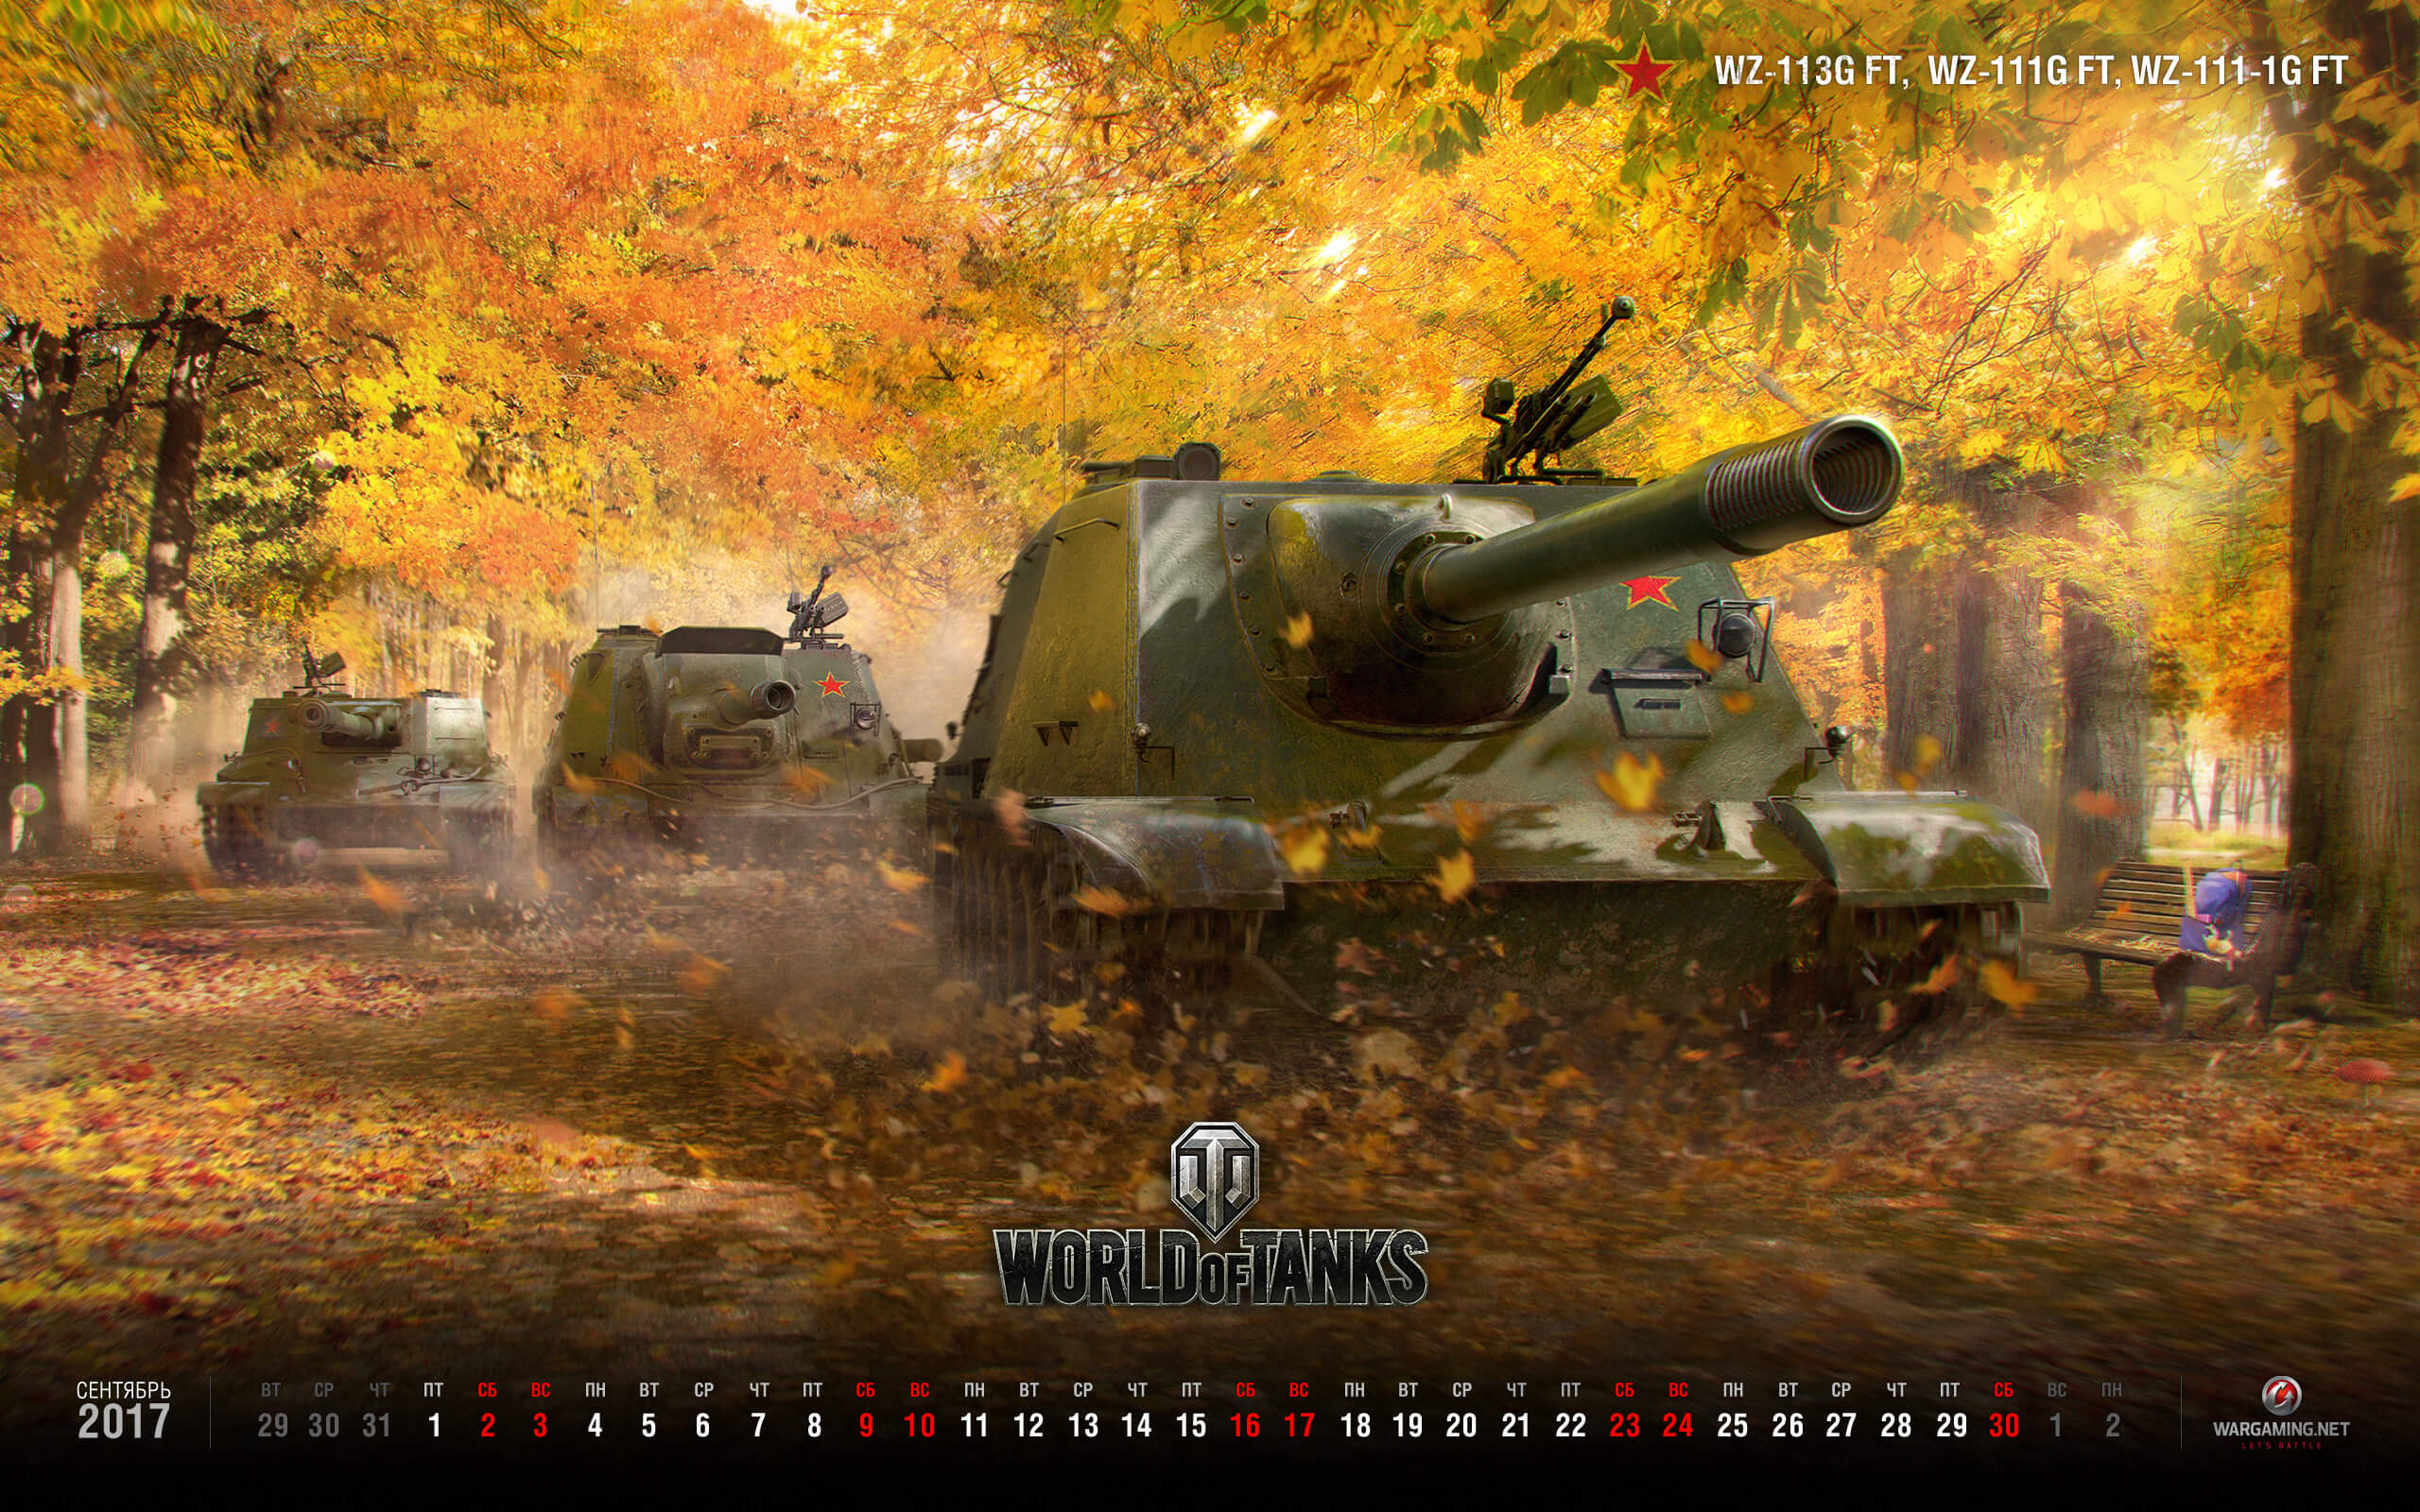 WZ-113G FT, WZ-111G FT, WZ-111-1G FT
WORLD OF TANKS
СЕНТЯБРЬ
2017
ВТ СР ЧТ ПТ СБ ВС ПН ВТ СР ЧТ ПТ СБ ВС ПН ВТ СР ЧТ ПТ СБ ВС ПН ВТ СР ЧТ ПТ СБ ВС ПН ВТ СР ЧТ ПТ СБ ВС ПН
29 30 31 1 2 3 4 5 6 7 8 9 10 11 12 13 14 15 16 17 18 19 20 21 22 23 24 25 26 27 28 29 30 1 2
WARGAMING.NET
LET'S BATTLE